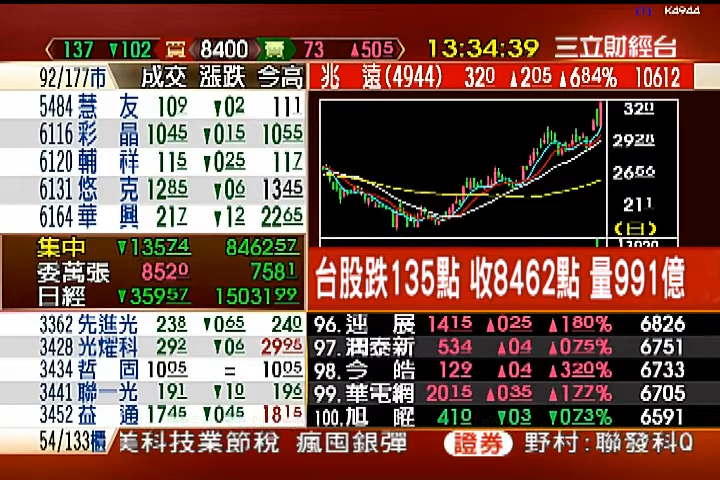 K4944
137 ▼102 買 8400 賣 73 ▲505 13:34:39 三立財經台
92/177市 成交 漲跌 今高
5484 慧友 109 ▼02 111
6116 彩晶 1045 ▼015 1055
6120 輔祥 115 ▼025 117
6131 悠克 1285 ▼06 1345
6164 華興 217 ▼12 2265
集中 ▼13574 846257
委萬張 8520 7581
日經 ▼35957 1503199
3362 先進光 238 ▼065 240
3428 光燿科 292 ▼06 2995
3434 哲固 1005 = 1005
3441 聯一光 191 ▼10 196
3452 益通 1745 ▼045 1815
54/133櫃
兆遠(4944) 320 ▲205 ▲684% 10612
320
2928
2656
211
(日)
台股跌135點 收8462點 量991億
96. 迎展 1415 ▲025 ▲180% 6826
97. 潤泰新 534 ▲04 ▲075% 6751
98. 今皓 129 ▲04 ▲320% 6733
99. 華電網 2015 ▲035 ▲177% 6705
100. 旭曜 410 ▼03 ▼073% 6591
美科技業節稅 瘋囤銀彈 證券 野村:聯發科Q